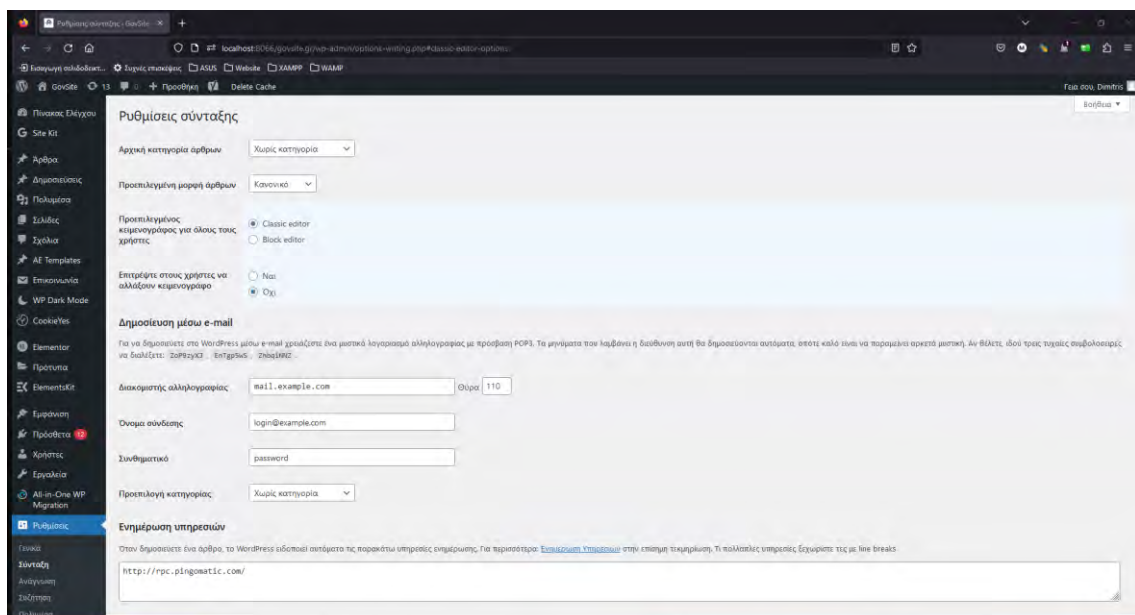 Ρυθμίσεις σύνταξης ‹ GovSite
localhost:8066/govsite.gr/wp-admin/options-writing.php#classic-editor-options
Εισαγωγή σελιδοδεικτ... Συχνές επισκέψεις ASUS Website XAMPP WAMP
GovSite 13 0 Προσθήκη Delete Cache Γεια σου, Dimitris
Βοήθεια
Πίνακας Ελέγχου
Site Kit
Άρθρα
Δημοσιεύσεις
Πολυμέσα
Σελίδες
Σχόλια
AE Templates
Επικοινωνία
WP Dark Mode
CookieYes
Elementor
Πρότυπα
ElementsKit
Εμφάνιση
Πρόσθετα 12
Χρήστες
Εργαλεία
All-in-One WP
Migration
Ρυθμίσεις
Γενικά
Σύνταξη
Ανάγνωση
Συζήτηση
Ρυθμίσεις σύνταξης
Αρχική κατηγορία άρθρων Χωρίς κατηγορία
Προεπιλεγμένη μορφή άρθρων Κανονικό
Προεπιλεγμένος
κειμενογράφος για όλους τους
χρήστες
Classic editor
Block editor
Επιτρέψτε στους χρήστες να
αλλάξουν κειμενογράφο
Ναι
Όχι
Δημοσίευση μέσω e-mail
Για να δημοσιεύετε στο WordPress μέσω e-mail χρειάζεστε ένα μυστικό λογαριασμό αλληλογραφίας με πρόσβαση POP3. Τα μηνύματα που λαμβάνει η διεύθυνση αυτή θα δημοσιεύονται αυτόματα, οπότε καλό είναι να παραμείνει αρκετά μυστική. Αν θέλετε, ιδού τρεις τυχαίες συμβολοσειρές
να διαλέξετε:
Διακομιστής αλληλογραφίας mail.example.com Θύρα 110
Όνομα σύνδεσης login@example.com
Συνθηματικό password
Προεπιλογή κατηγορίας Χωρίς κατηγορία
Ενημέρωση υπηρεσιών
Όταν δημοσιεύετε ένα άρθρο, το WordPress ειδοποιεί αυτόματα τις παρακάτω υπηρεσίες ενημέρωσης. Για περισσότερα: Ενημέρωση Υπηρεσιών στην επίσημη τεκμηρίωση. Τι πολλαπλές υπηρεσίες ξεχωρίστε τες με line breaks
http://rpc.pingomatic.com/